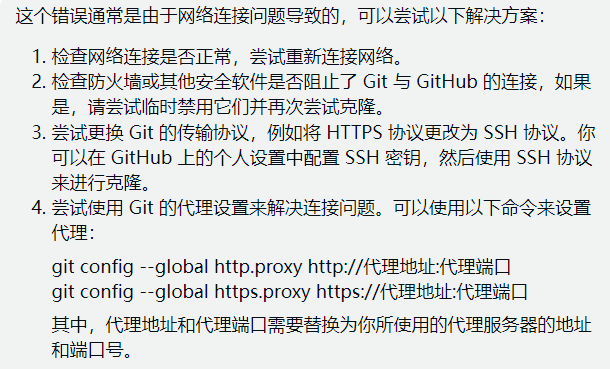 这个错误通常是由于网络连接问题导致的，可以尝试以下解决方案：
1. 检查网络连接是否正常，尝试重新连接网络。
2. 检查防火墙或其他安全软件是否阻止了 Git 与 GitHub 的连接，如果
是，请尝试临时禁用它们并再次尝试克隆。
3. 尝试更换 Git 的传输协议，例如将 HTTPS 协议更改为 SSH 协议。你
可以在 GitHub 上的个人设置中配置 SSH 密钥，然后使用 SSH 协议
来进行克隆。
4. 尝试使用 Git 的代理设置来解决连接问题。可以使用以下命令来设置
代理：
git config --global http.proxy http://代理地址:代理端口
git config --global https.proxy https://代理地址:代理端口
其中，代理地址和代理端口需要替换为你所使用的代理服务器的地址
和端口号。